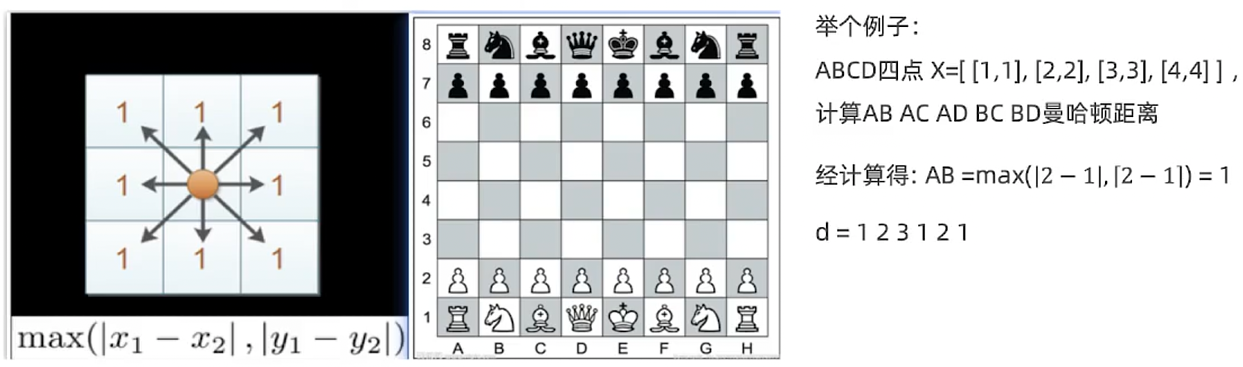 1 1 1
1 1
1 1 1
max(|x₁ − x₂| , |y₁ − y₂|)
8
7
6
5
4
3
2
1
A B C D E F G H
举个例子：
ABCD四点 X=[ [1,1], [2,2], [3,3], [4,4] ] ,
计算AB AC AD BC BD曼哈顿距离
经计算得: AB =max(|2 − 1|, ⌈2 − 1⌉) = 1
d = 1 2 3 1 2 1